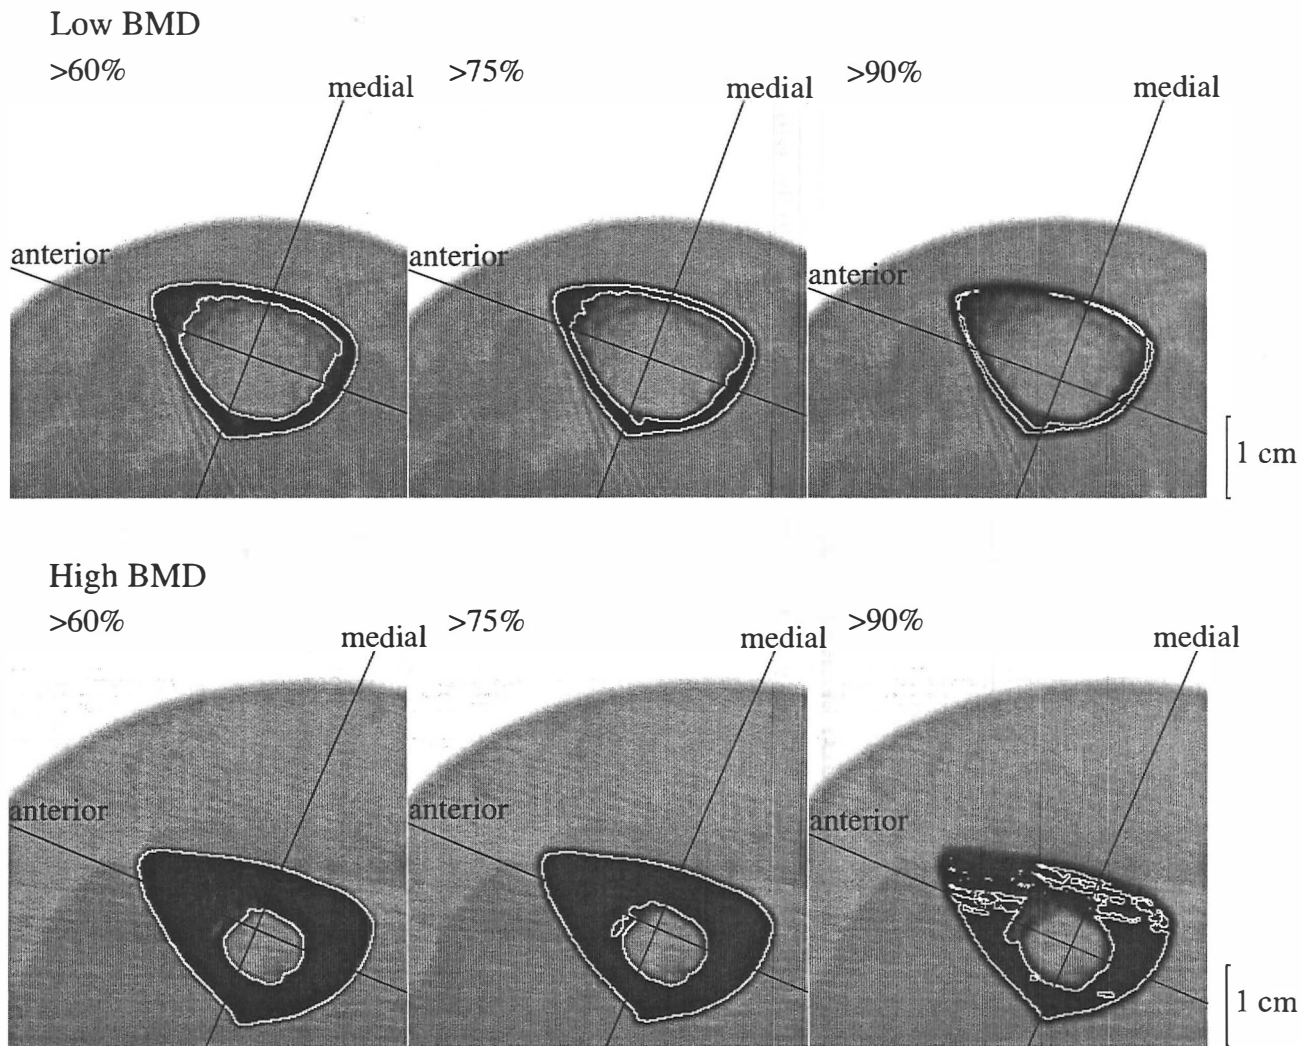 Low BMD
>60% >75% >90%
medial medial medial
anterior anterior anterior
1 cm
High BMD
>60% >75% >90%
medial medial medial
anterior anterior anterior
1 cm